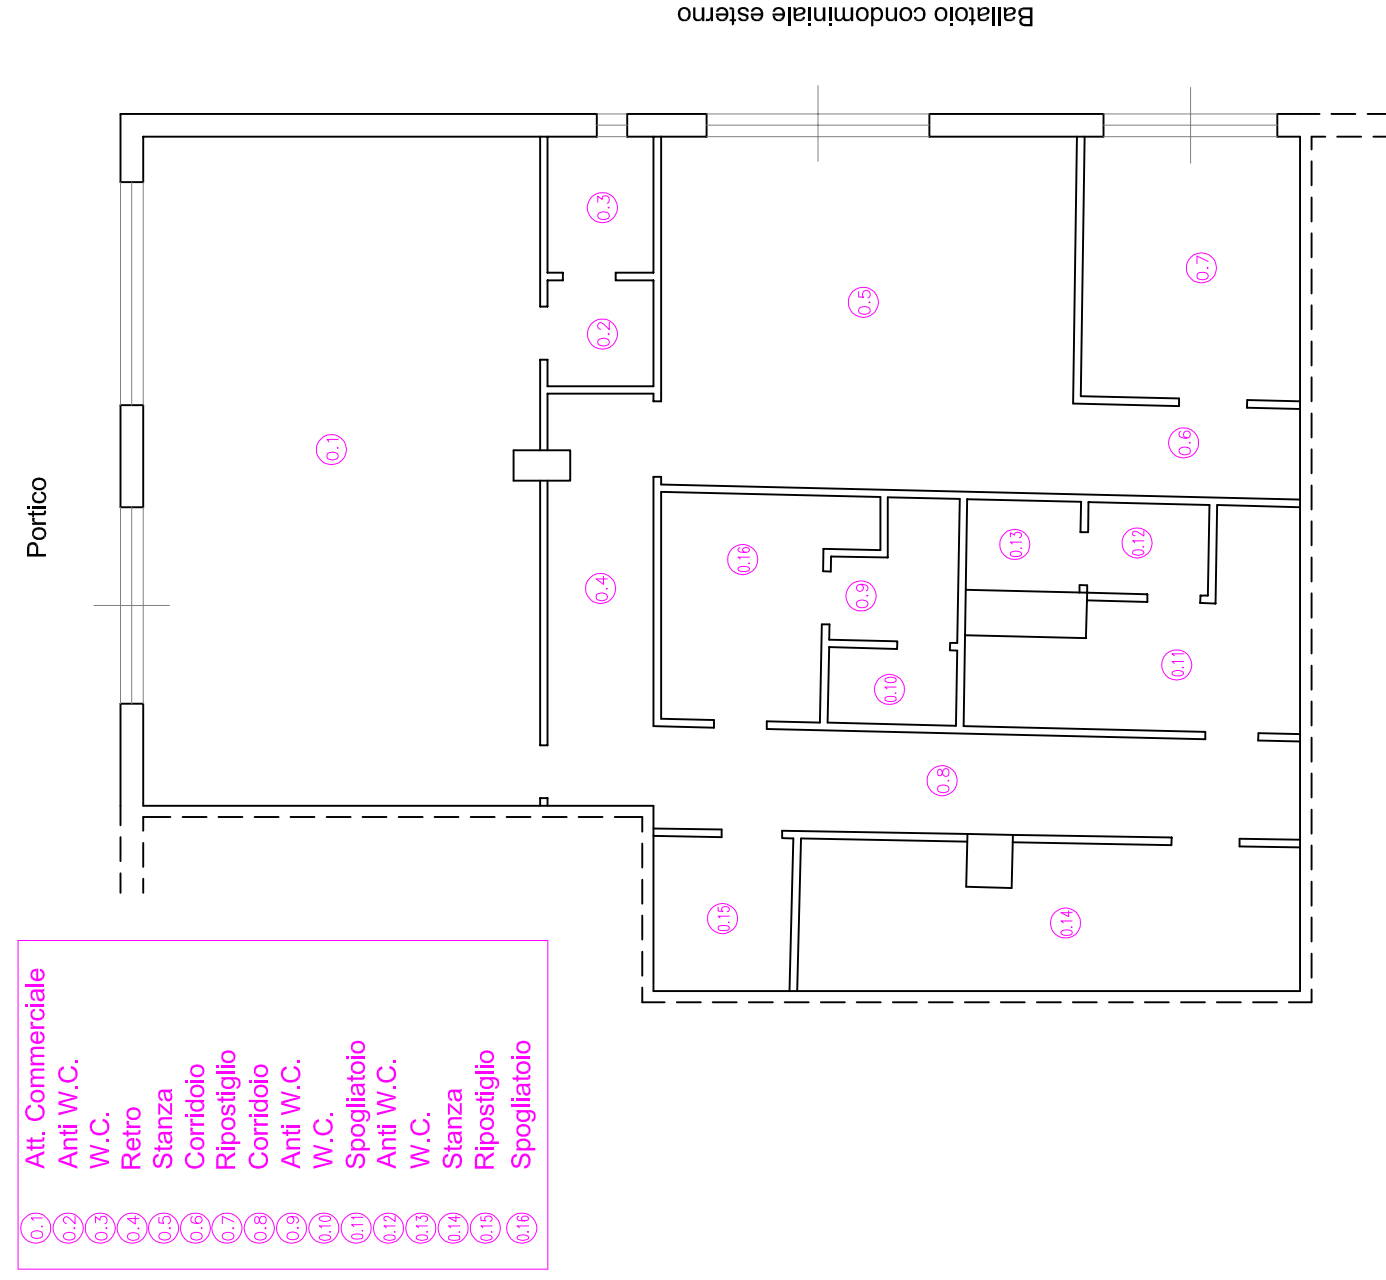 Ballatoio condominiale esterno
Portico
0.1
0.2
0.3
0.4
0.5
0.6
0.7
0.8
0.9
0.10
0.11
0.12
0.13
0.14
0.15
0.16
0.1 Att. Commerciale
0.2 Anti W.C.
0.3 W.C.
0.4 Retro
0.5 Stanza
0.6 Corridoio
0.7 Ripostiglio
0.8 Corridoio
0.9 Anti W.C.
0.10 W.C.
0.11 Spogliatoio
0.12 Anti W.C.
0.13 W.C.
0.14 Stanza
0.15 Ripostiglio
0.16 Spogliatoio